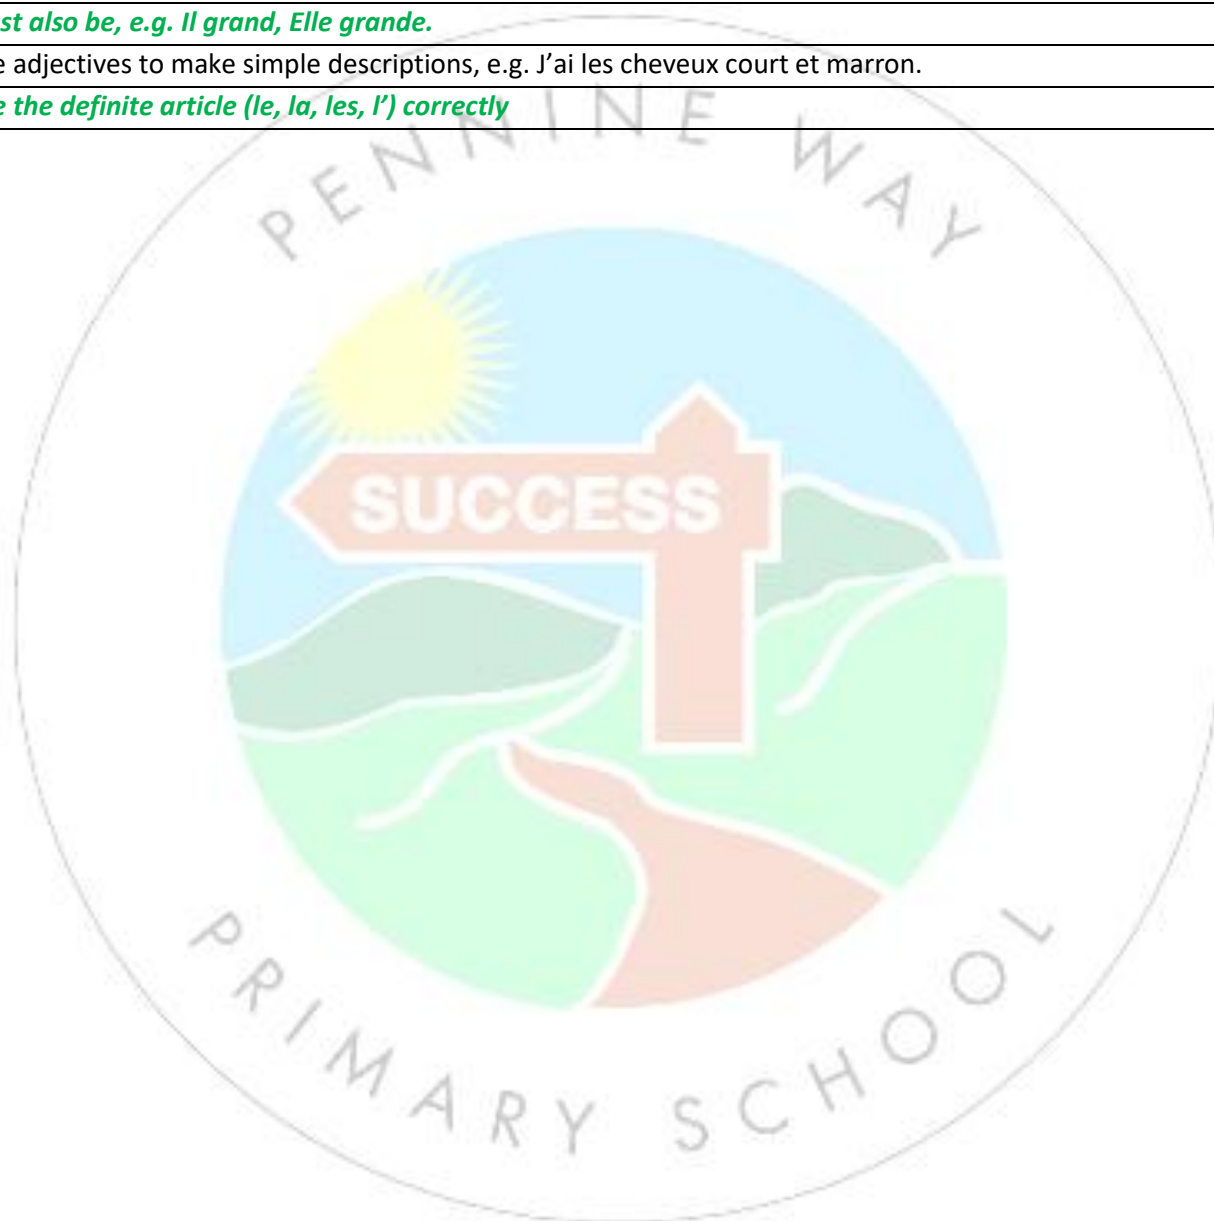 st also be, e.g. Il grand, Elle grande.
e adjectives to make simple descriptions, e.g. J’ai les cheveux court et marron.
e the definite article (le, la, les, l’) correctly
PENNINE WAY
SUCCESS
PRIMARY SCHOOL